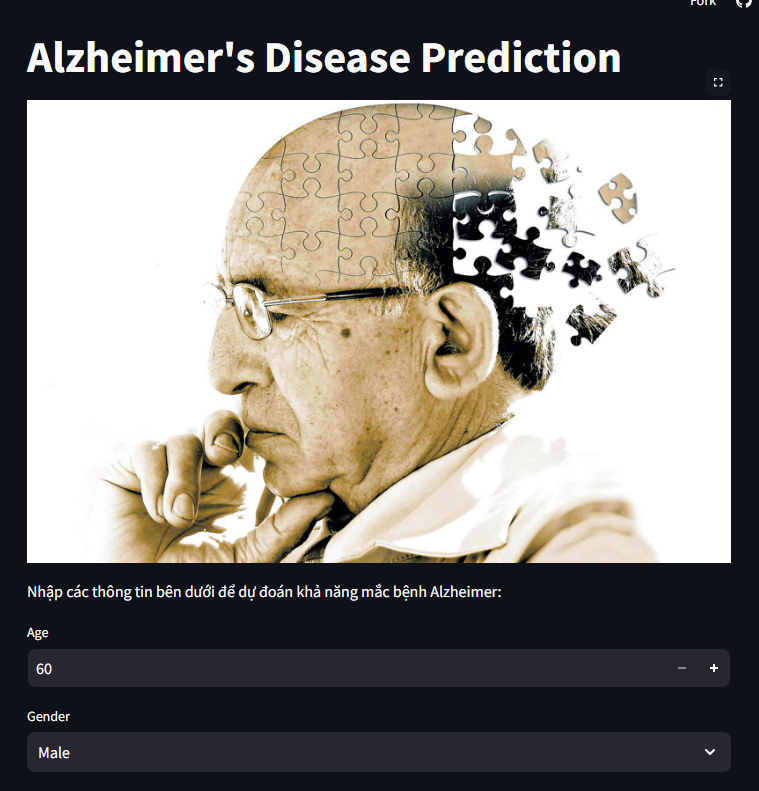 Fork
Alzheimer's Disease Prediction
Nhập các thông tin bên dưới để dự đoán khả năng mắc bệnh Alzheimer:
Age
60
Gender
Male